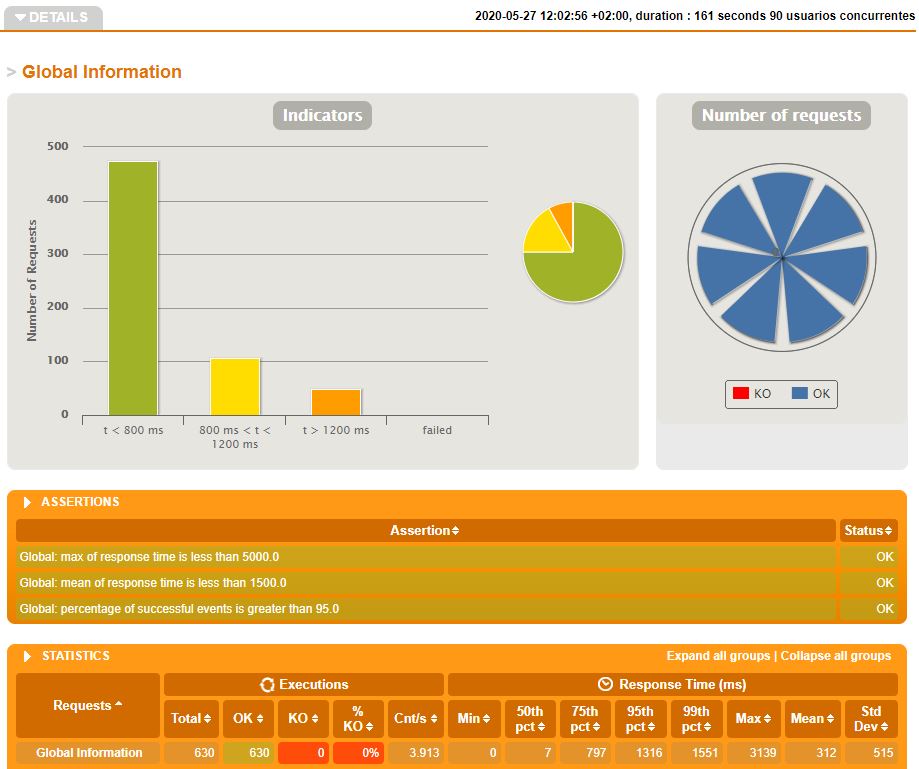 DETAILS
2020-05-27 12:02:56 +02:00, duration : 161 seconds 90 usuarios concurrentes
> Global Information
Indicators
Number of requests
Number of Requests
500
400
300
200
100
0
t < 800 ms
800 ms < t <
1200 ms
t > 1200 ms
failed
KO
OK
ASSERTIONS
Assertion
Status
Global: max of response time is less than 5000.0 OK
Global: mean of response time is less than 1500.0 OK
Global: percentage of successful events is greater than 95.0 OK
STATISTICS
Expand all groups | Collapse all groups
Requests
Executions
Response Time (ms)
Total OK KO % KO Cnt/s Min 50th pct 75th pct 95th pct 99th pct Max Mean Std Dev
Global Information 630 630 0 0% 3.913 0 7 797 1316 1551 3139 312 515